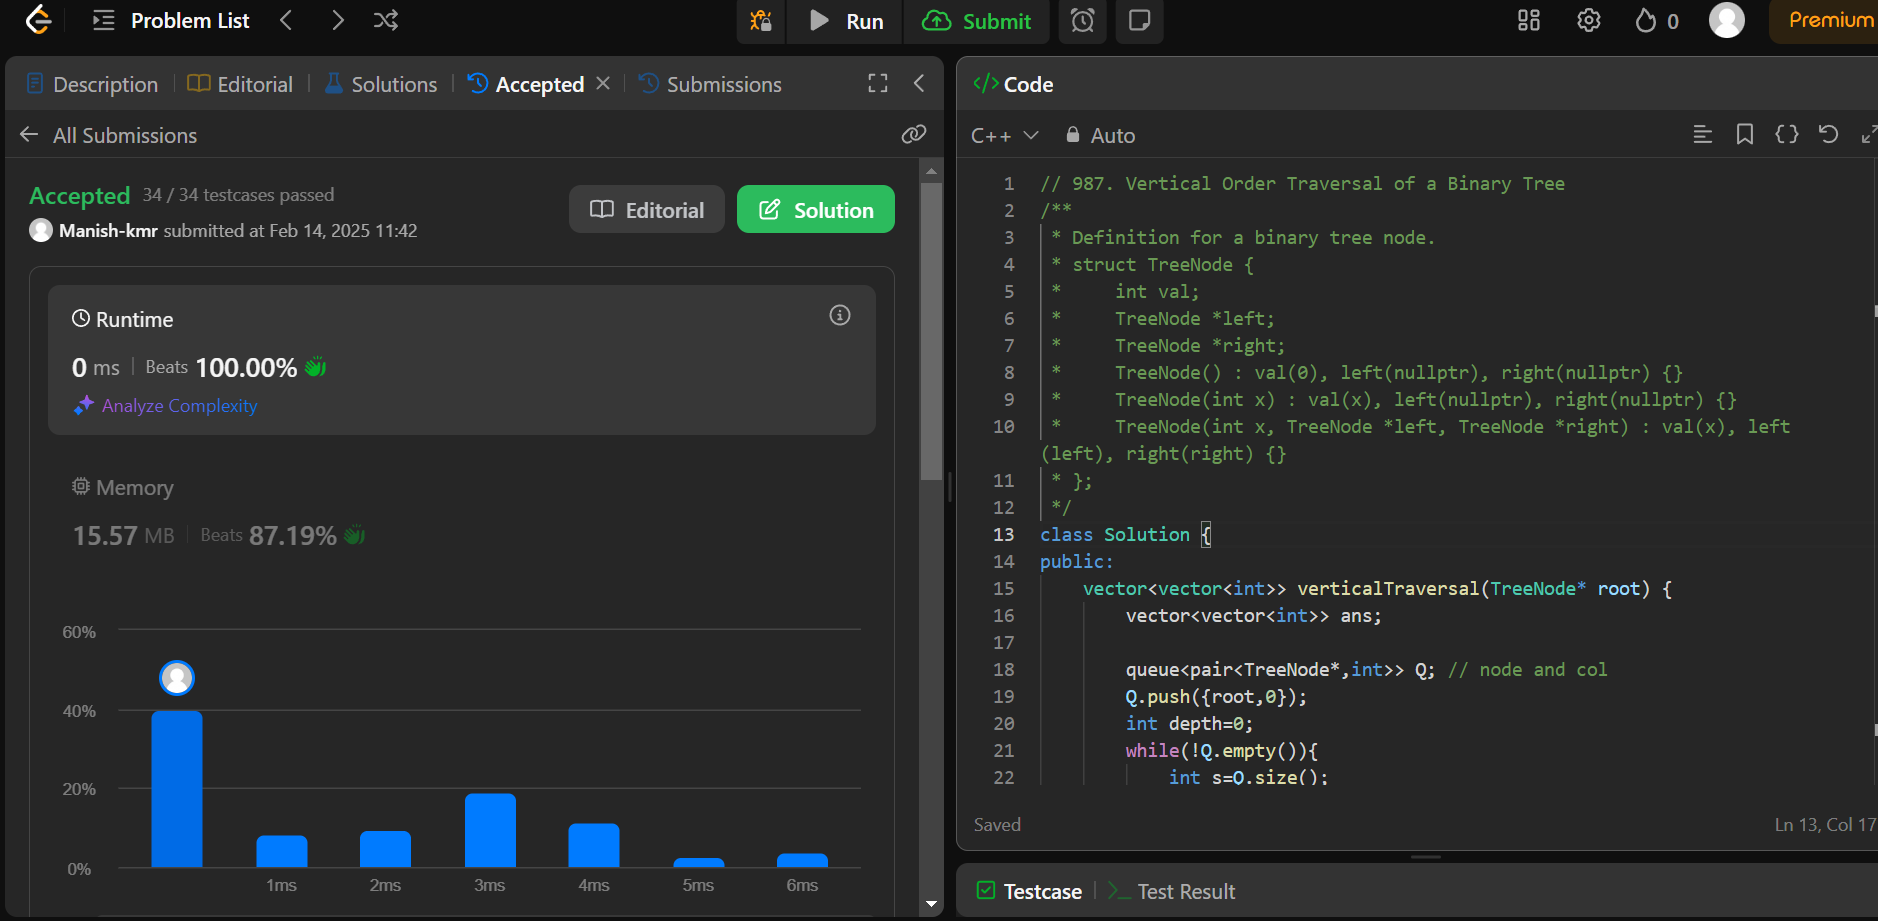 Problem List
Run
Submit
0
Premium
Description
Editorial
Solutions
Accepted
Submissions
All Submissions
Accepted 34 / 34 testcases passed
Manish-kmr submitted at Feb 14, 2025 11:42
Editorial
Solution
Runtime
0 ms Beats 100.00%
Analyze Complexity
Memory
15.57 MB Beats 87.19%
60%
40%
20%
0%
1ms 2ms 3ms 4ms 5ms 6ms
</> Code
C++ Auto
1 // 987. Vertical Order Traversal of a Binary Tree
2 /**
3 * Definition for a binary tree node.
4 * struct TreeNode {
5 *     int val;
6 *     TreeNode *left;
7 *     TreeNode *right;
8 *     TreeNode() : val(0), left(nullptr), right(nullptr) {}
9 *     TreeNode(int x) : val(x), left(nullptr), right(nullptr) {}
10 *     TreeNode(int x, TreeNode *left, TreeNode *right) : val(x), left
(left), right(right) {}
11 * };
12 */
13 class Solution {
14 public:
15     vector<vector<int>> verticalTraversal(TreeNode* root) {
16         vector<vector<int>> ans;
17
18         queue<pair<TreeNode*,int>> Q; // node and col
19         Q.push({root,0});
20         int depth=0;
21         while(!Q.empty()){
22             int s=Q.size();
Saved
Ln 13, Col 17
Testcase
Test Result